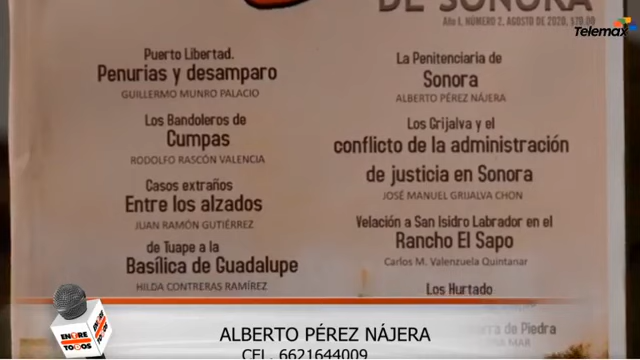 DE SONORA
Año I, NÚMERO 2, AGOSTO DE 2020, $70.00
Telemax
Puerto Libertad.
Penurias y desamparo
GUILLERMO MUNRO PALACIO
Los Bandoleros de
Cumpas
RODOLFO RASCÓN VALENCIA
Casos extraños
Entre los alzados
JUAN RAMÓN GUTIÉRREZ
de Tuape a la
Basílica de Guadalupe
HILDA CONTRERAS RAMÍREZ
La Penitenciaria de
Sonora
ALBERTO PÉREZ NÁJERA
Los Grijalva y el
conflicto de la administración
de justicia en Sonora
JOSÉ MANUEL GRIJALVA CHON
Velación a San Isidro Labrador en el
Rancho El Sapo
Carlos M. Valenzuela Quintanar
Los Hurtado
de Piedra
MAR
ENTRE
TODOS
ALBERTO PÉREZ NÁJERA
CEL. 6621644009